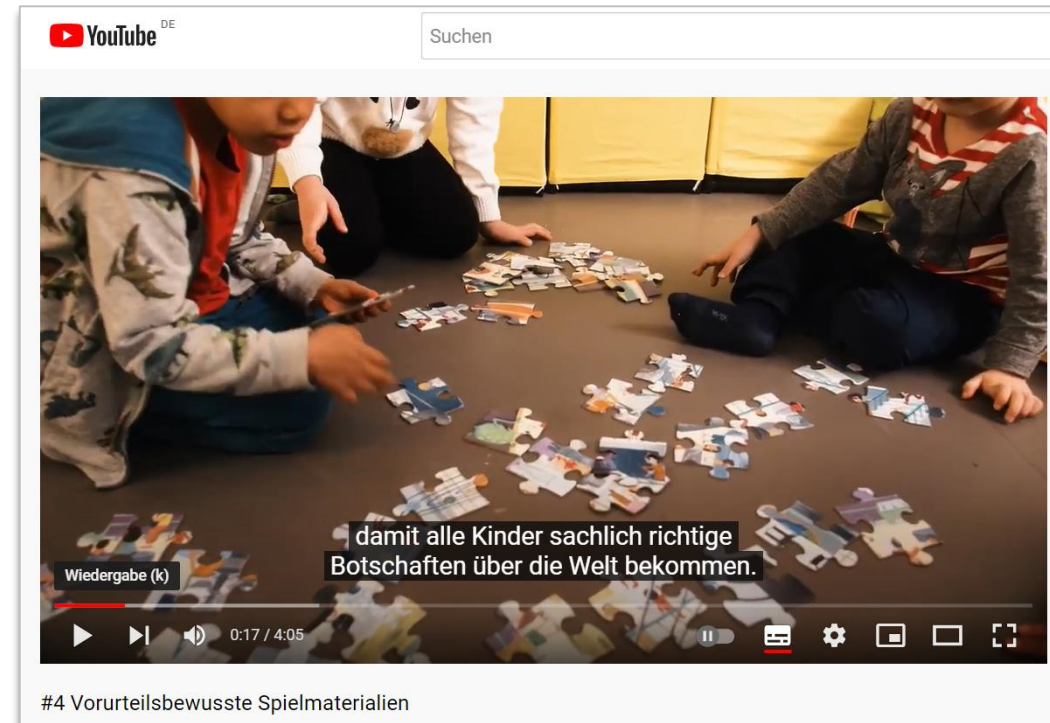 YouTube DE
Suchen
damit alle Kinder sachlich richtige
Botschaften über die Welt bekommen.
Wiedergabe (k)
0:17 / 4:05
#4 Vorurteilsbewusste Spielmaterialien